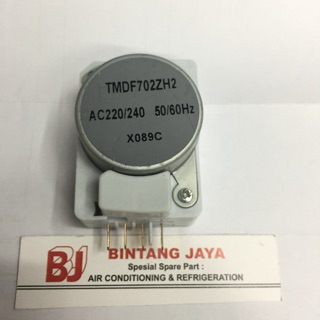 TMDF702ZH2
AC220/240 50/60Hz
X089C
BJ
BINTANG JAYA
Spesial Spare Part :
AIR CONDITIONING & REFRIGERATION